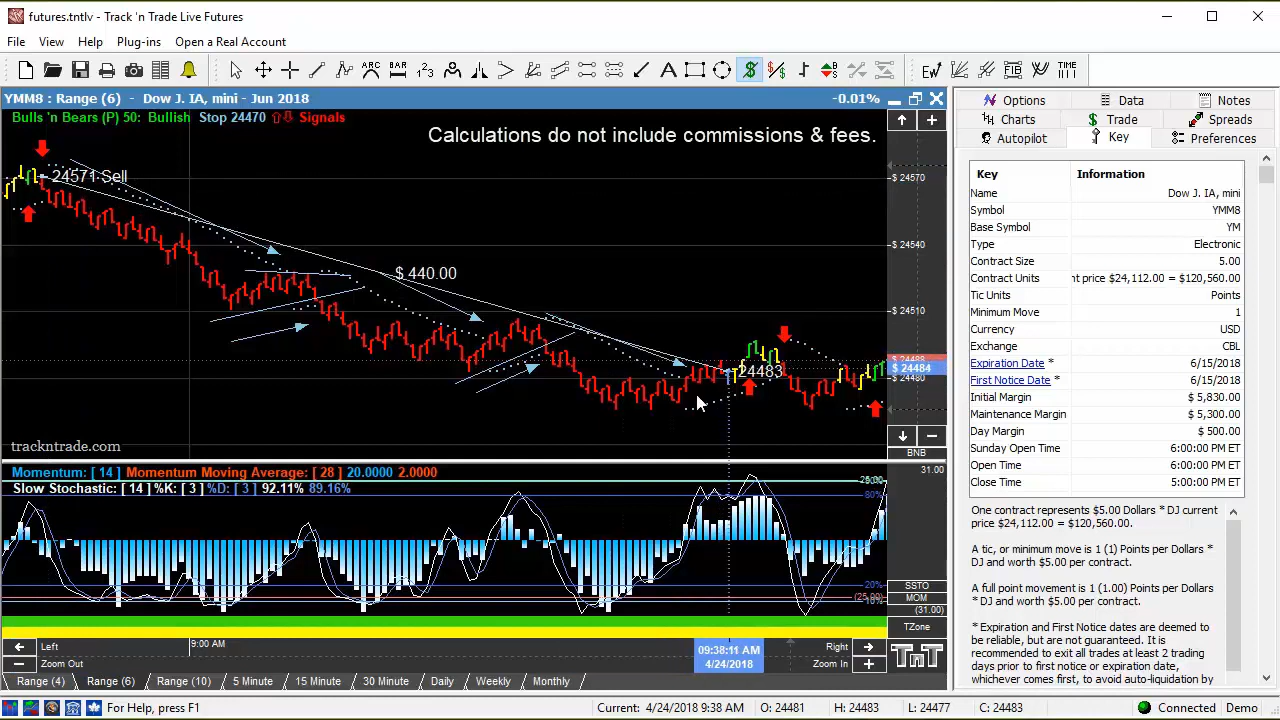 futures.tntlv - Track 'n Trade Live Futures
File View Help Plug-ins Open a Real Account
YMM8 : Range (6) - Dow J. IA, mini - Jun 2018 -0.01%
Bulls 'n Bears (P) 50: Bullish Stop 24470 Signals
Calculations do not include commissions & fees.
24571 Sell
$ 440.00
24483
$ 24570
$ 24540
$ 24510
$ 24484
$ 24480
BNB
trackntrade.com
Momentum: [ 14 ] Momentum Moving Average: [ 28 ] 20.0000 2.0000
Slow Stochastic: [ 14 ] %K: [ 3 ] %D: [ 3 ] 92.11% 89.16%
31.00
80%
20%
SSTO
MOM
(31.00)
TZone
Left 9:00 AM Right
Zoom Out Zoom In
09:38:11 AM
4/24/2018
TNT
Range (4) Range (6) Range (10) 5 Minute 15 Minute 30 Minute Daily Weekly Monthly
Options Data Notes
Charts Trade Spreads
Autopilot Key Preferences
Key Information
Name Dow J. IA, mini
Symbol YMM8
Base Symbol YM
Type Electronic
Contract Size 5.00
Contract Units nt price $24,112.00 = $120,560.00
Tic Units Points
Minimum Move 1
Currency USD
Exchange CBL
Expiration Date * 6/15/2018
First Notice Date * 6/15/2018
Initial Margin $ 5,830.00
Maintenance Margin $ 5,300.00
Day Margin $ 500.00
Sunday Open Time 6:00:00 PM ET
Open Time 6:00:00 PM ET
Close Time 5:00:00 PM ET
One contract represents $5.00 Dollars * DJ current
price $24,112.00 = $120,560.00.
A tic, or minimum move is 1 (1) Points per Dollars *
DJ and worth $5.00 per contract.
A full point movement is 1 (1.00) Points per Dollars
* DJ and worth $5.00 per contract.
* Expiration and First Notice dates are deemed to
be reliable, but are not guaranteed. It is
recommended to exit all trades at least 2 trading
days prior to first notice or expiration date,
whichever comes first, to avoid auto-liquidation by
For Help, press F1 Current: 4/24/2018 9:38 AM O: 24481 H: 24483 L: 24477 C: 24483 Connected Demo